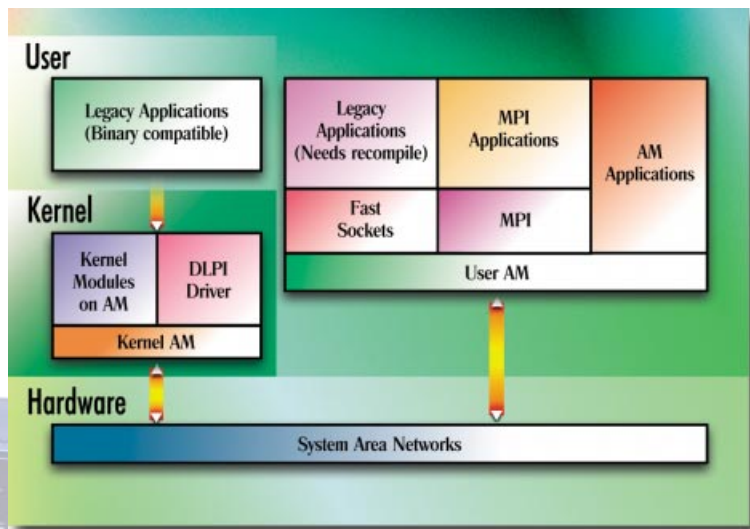 User
Legacy Applications
(Binary compatible)
Legacy
Applications
(Needs recompile)
MPI
Applications
AM
Applications
Fast
Sockets
MPI
User AM
Kernel
Kernel
Modules
on AM
DLPI
Driver
Kernel AM
Hardware
System Area Networks